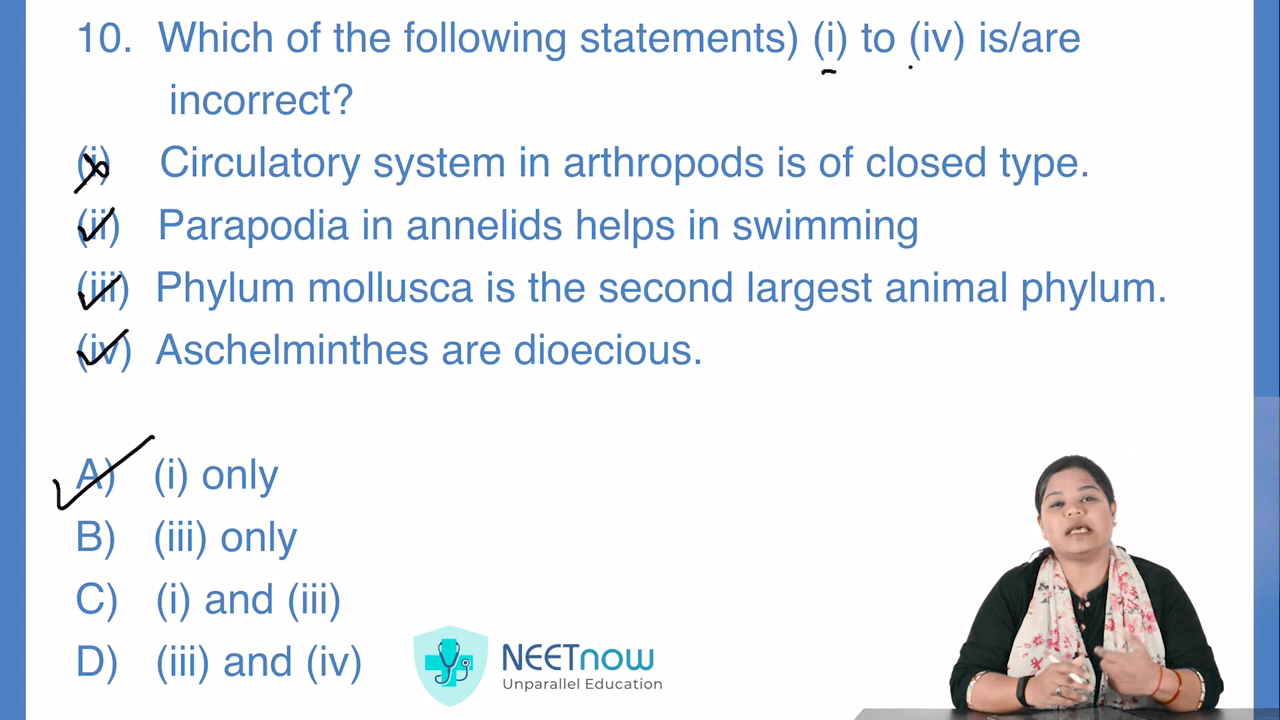 10. Which of the following statements) (i) to (iv) is/are
incorrect?
(i) Circulatory system in arthropods is of closed type.
(ii) Parapodia in annelids helps in swimming
(iii) Phylum mollusca is the second largest animal phylum.
(iv) Aschelminthes are dioecious.
A) (i) only
B) (iii) only
C) (i) and (iii)
D) (iii) and (iv)
NEETnow
Unparallel Education